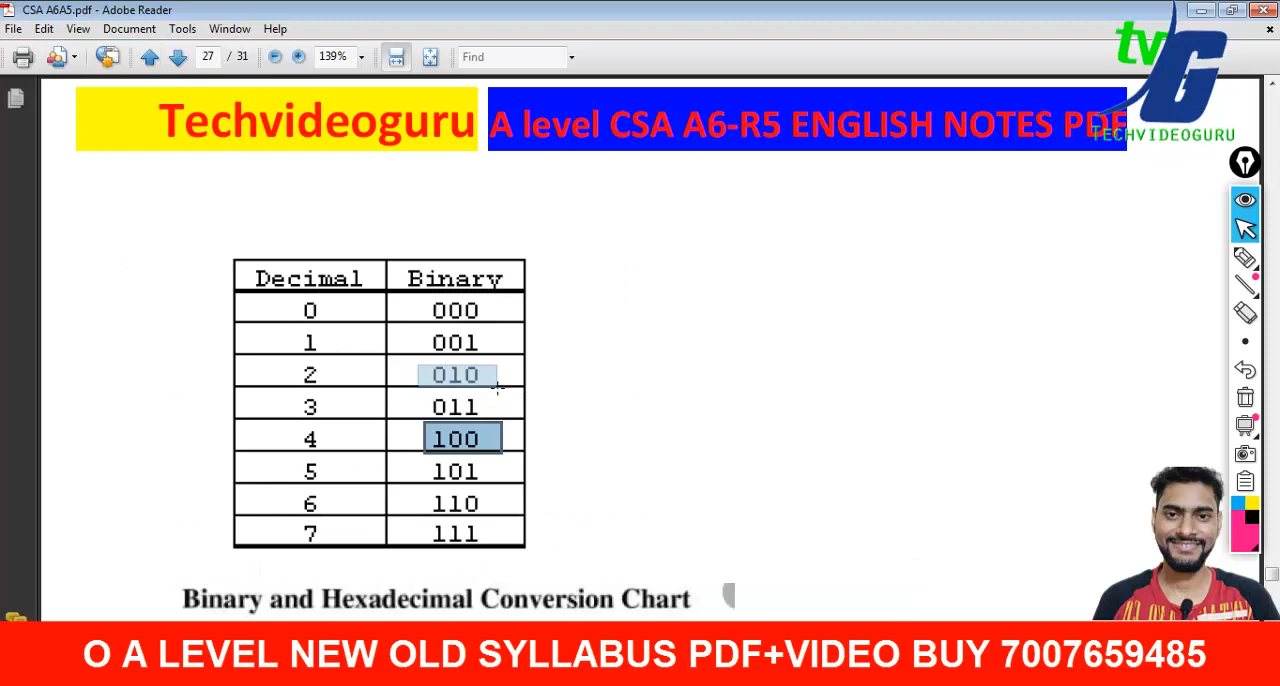 CSA A6A5.pdf - Adobe Reader
File Edit View Document Tools Window Help
27 / 31 139% Find
tvG
TECHVIDEOGURU
Techvideoguru A level CSA A6-R5 ENGLISH NOTES PDF
Decimal Binary
0 000
1 001
2 010
3 011
4 100
5 101
6 110
7 111
Binary and Hexadecimal Conversion Chart
O A LEVEL NEW OLD SYLLABUS PDF+VIDEO BUY 7007659485